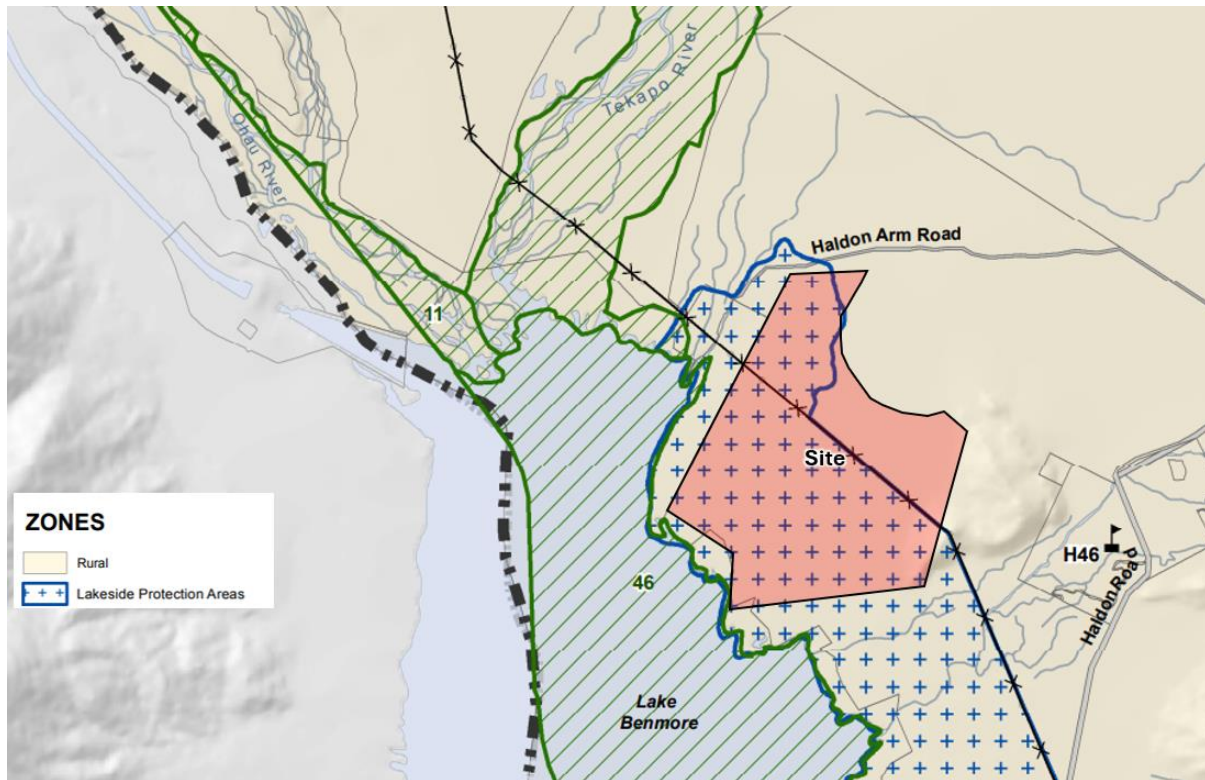 Tekapo River
Ohau River
Haldon Arm Road
11
Site
ZONES
Rural
Lakeside Protection Areas
46
H46
Haldon Road
Lake
Benmore